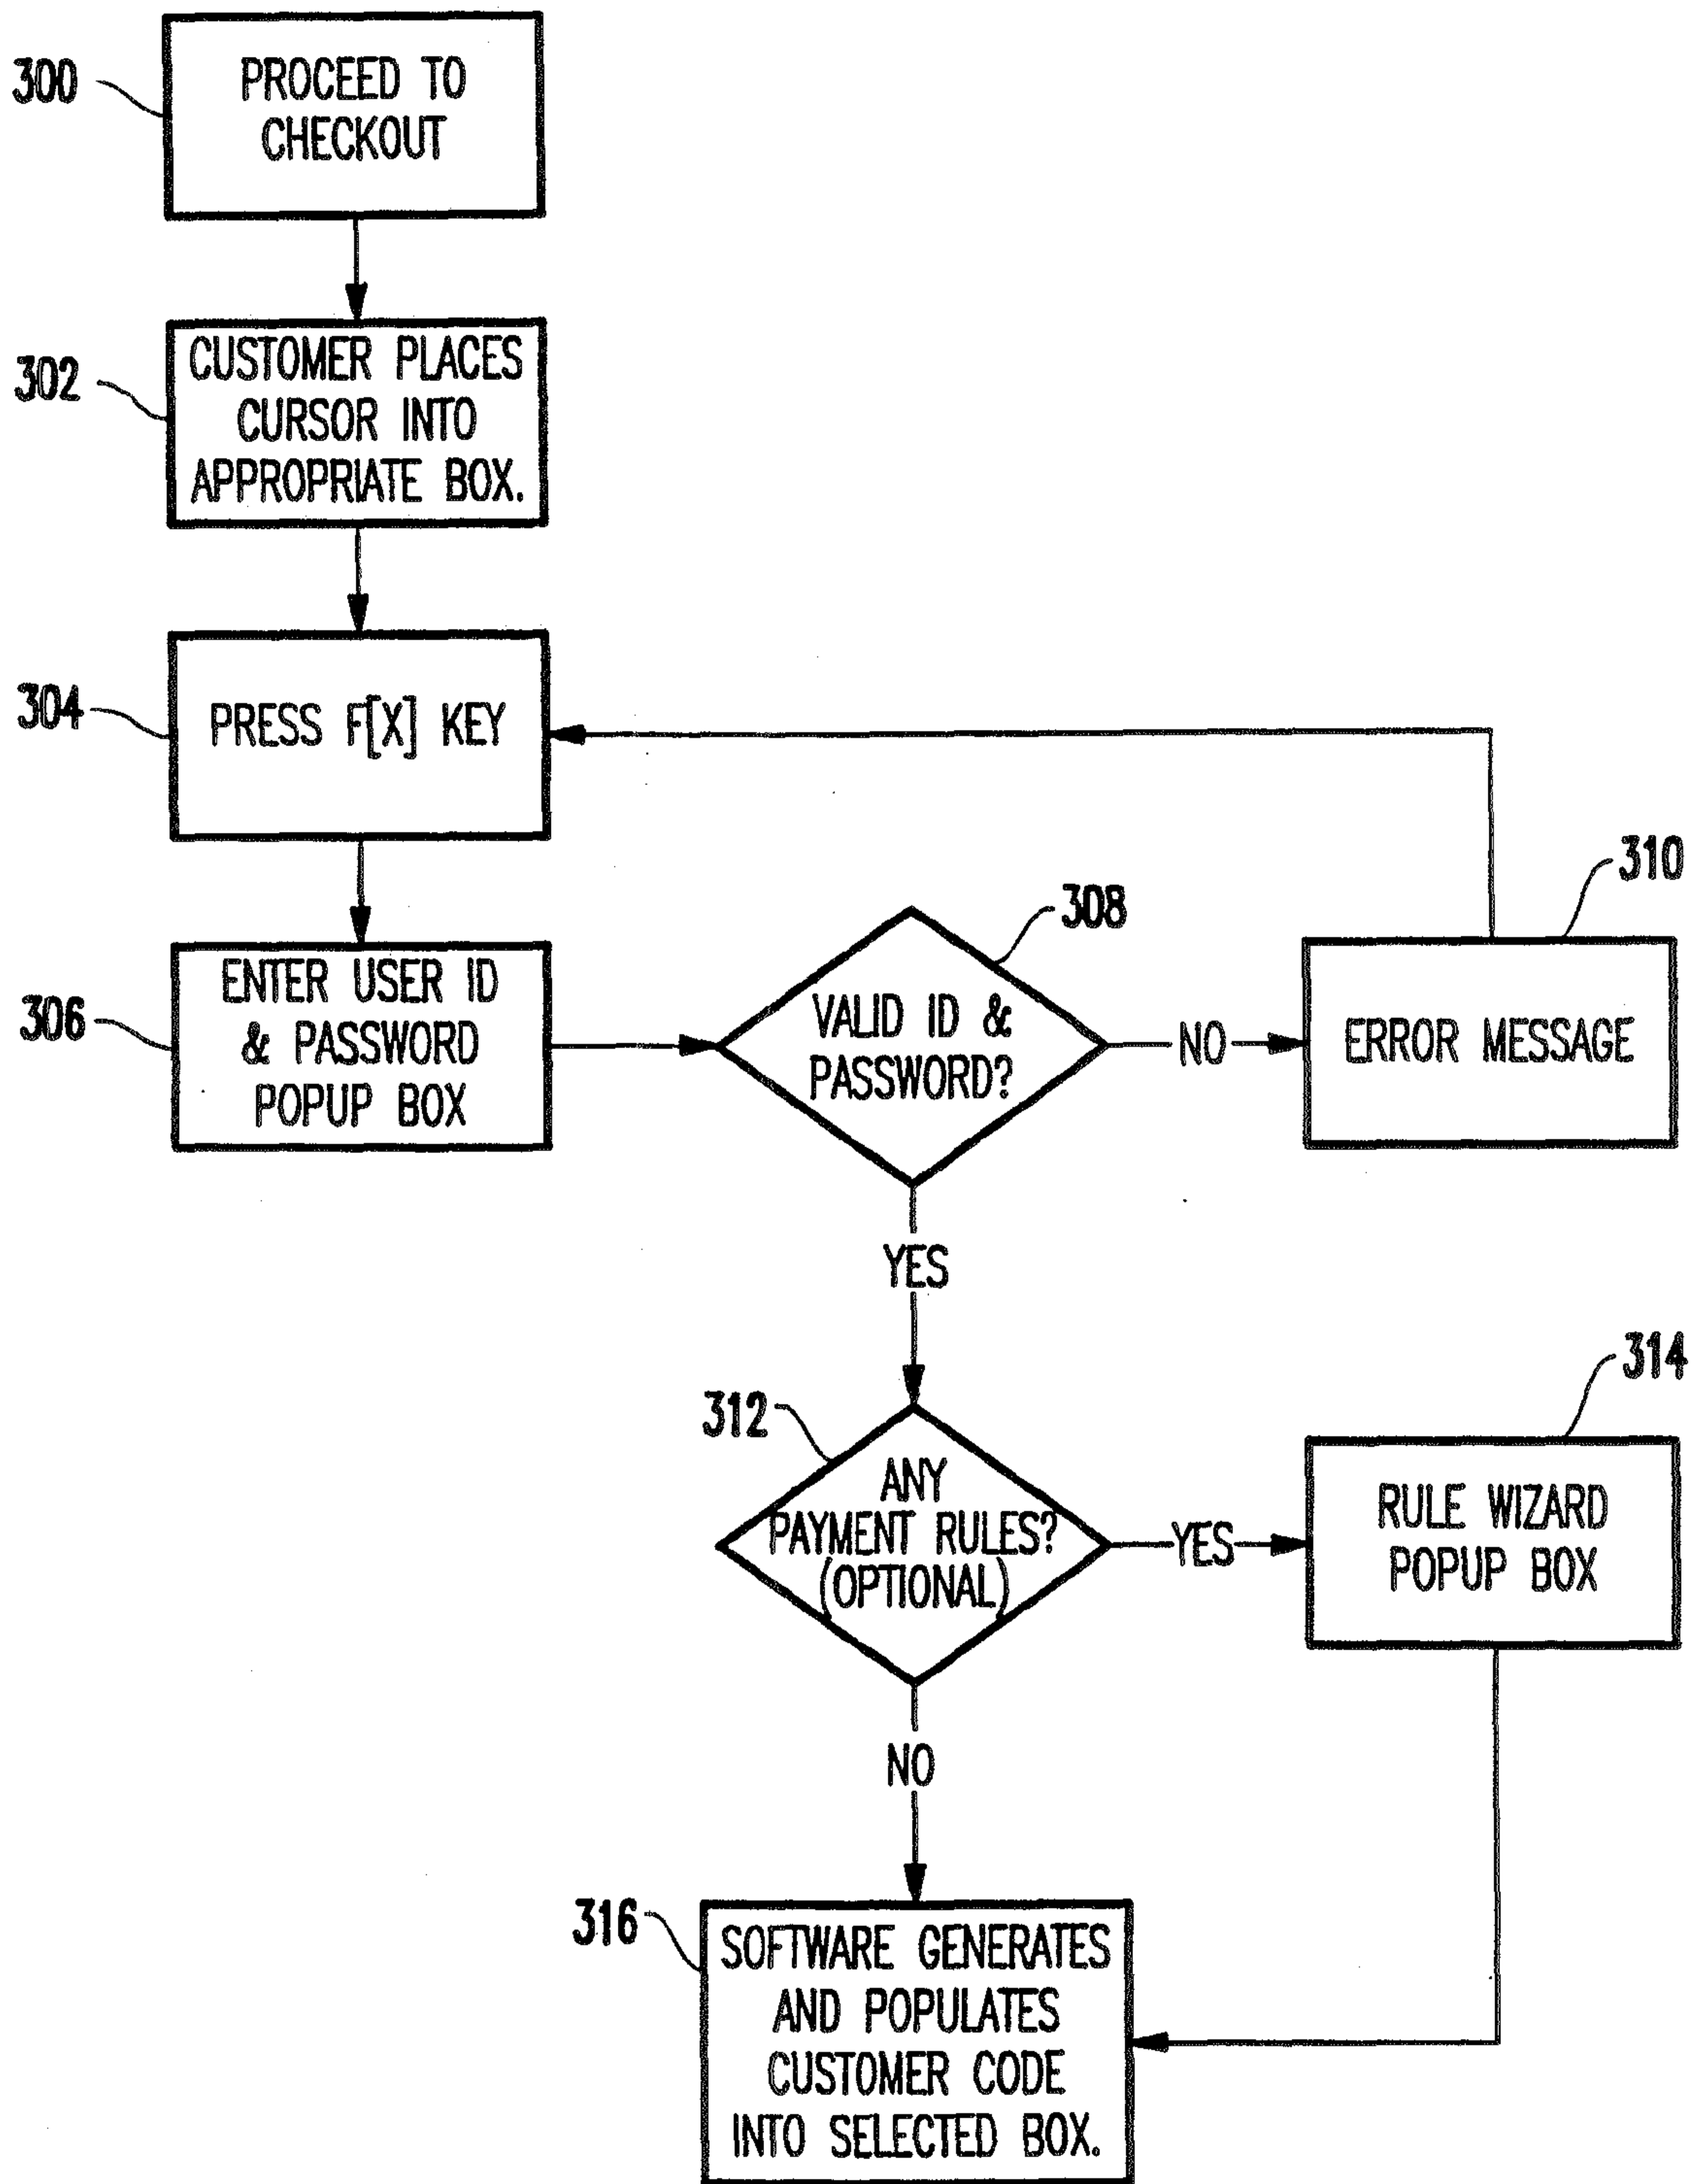 300
PROCEED TO
CHECKOUT
302
CUSTOMER PLACES
CURSOR INTO
APPROPRIATE BOX.
304
PRESS F[X] KEY
306
ENTER USER ID
& PASSWORD
POPUP BOX
308
VALID ID &
PASSWORD?
NO
310
ERROR MESSAGE
YES
312
ANY
PAYMENT RULES?
(OPTIONAL)
YES
314
RULE WIZARD
POPUP BOX
NO
316
SOFTWARE GENERATES
AND POPULATES
CUSTOMER CODE
INTO SELECTED BOX.